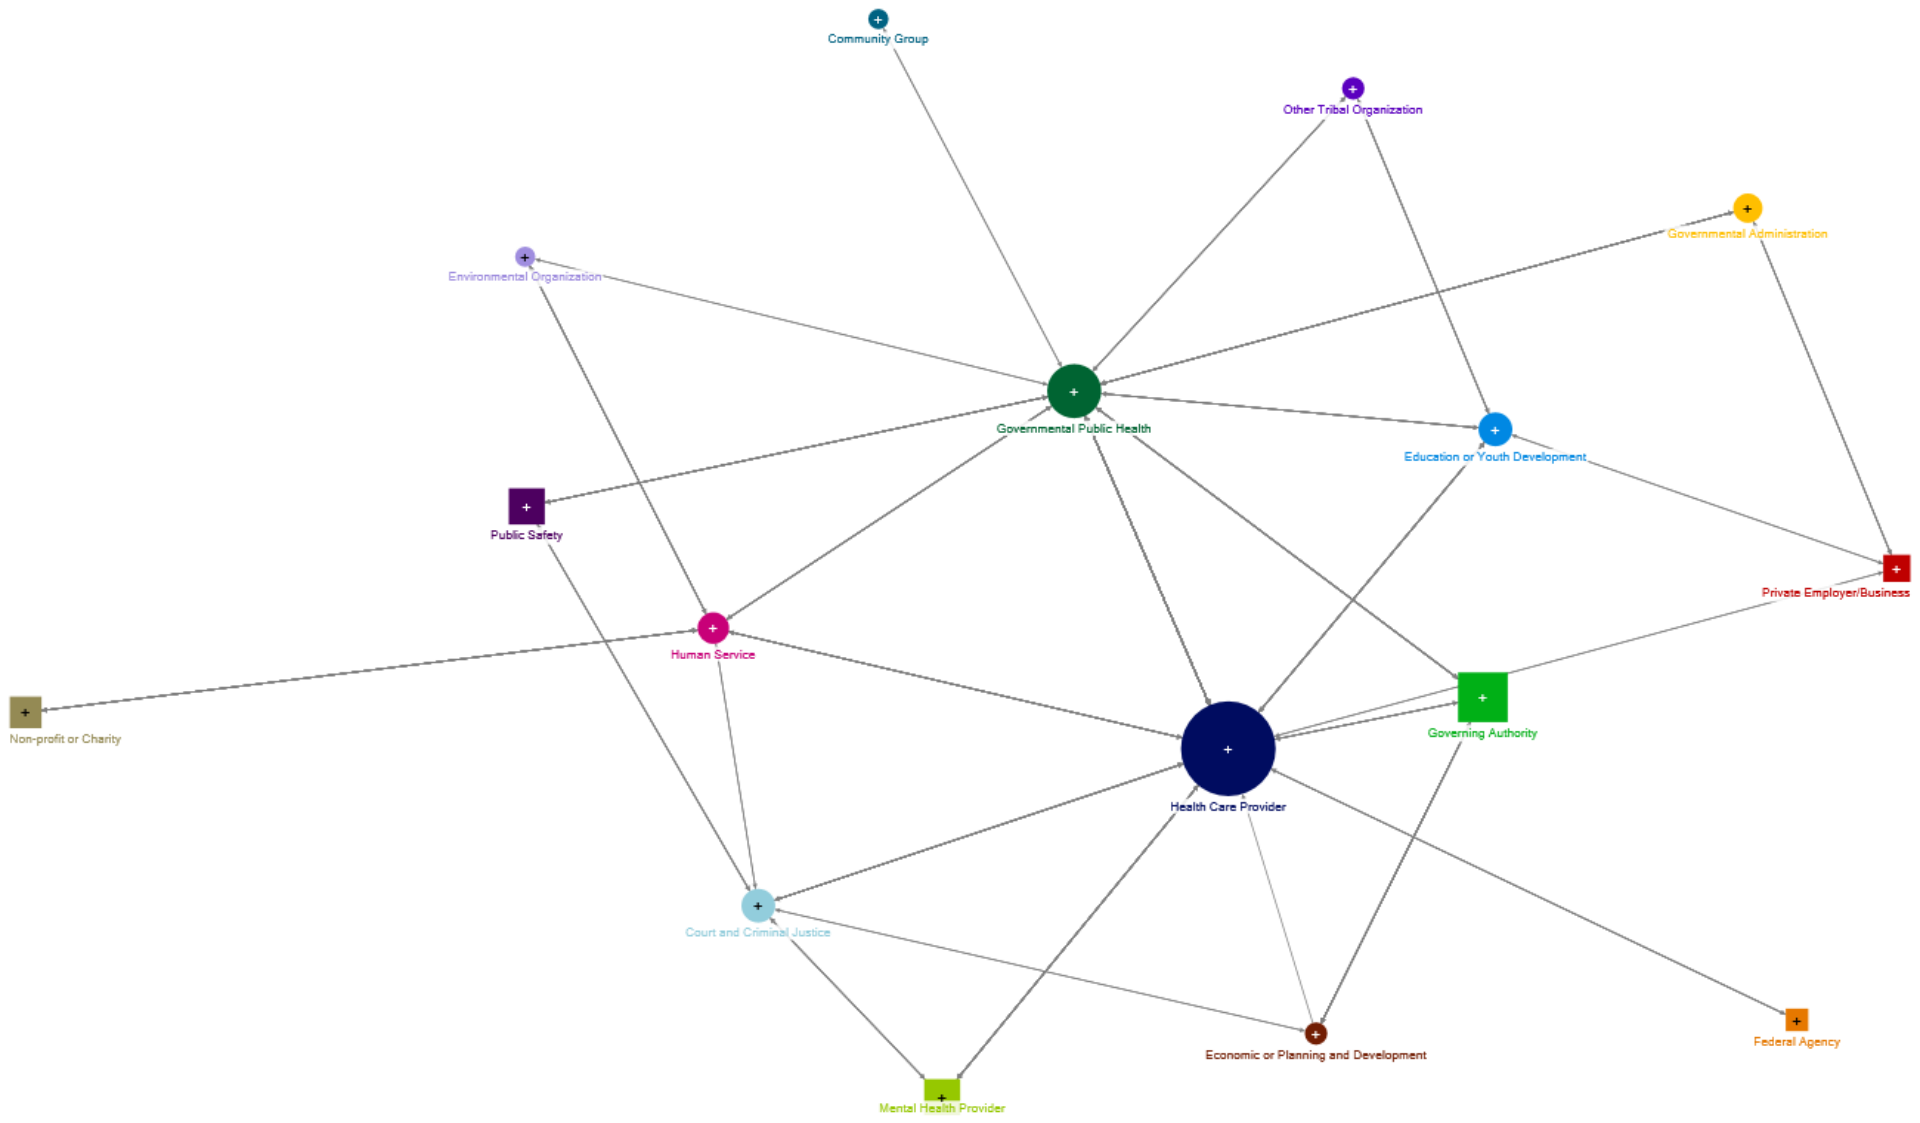 +
Community Group
+
Other Tribal Organization
+
Governmental Administration
+
Environmental Organization
+
Governmental Public Health
+
Education or Youth Development
+
Public Safety
+
Private Employer/Business
+
Human Service
+
Non-profit or Charity
+
Governing Authority
+
Health Care Provider
+
Court and Criminal Justice
+
Federal Agency
+
Economic or Planning and Development
+
Mental Health Provider